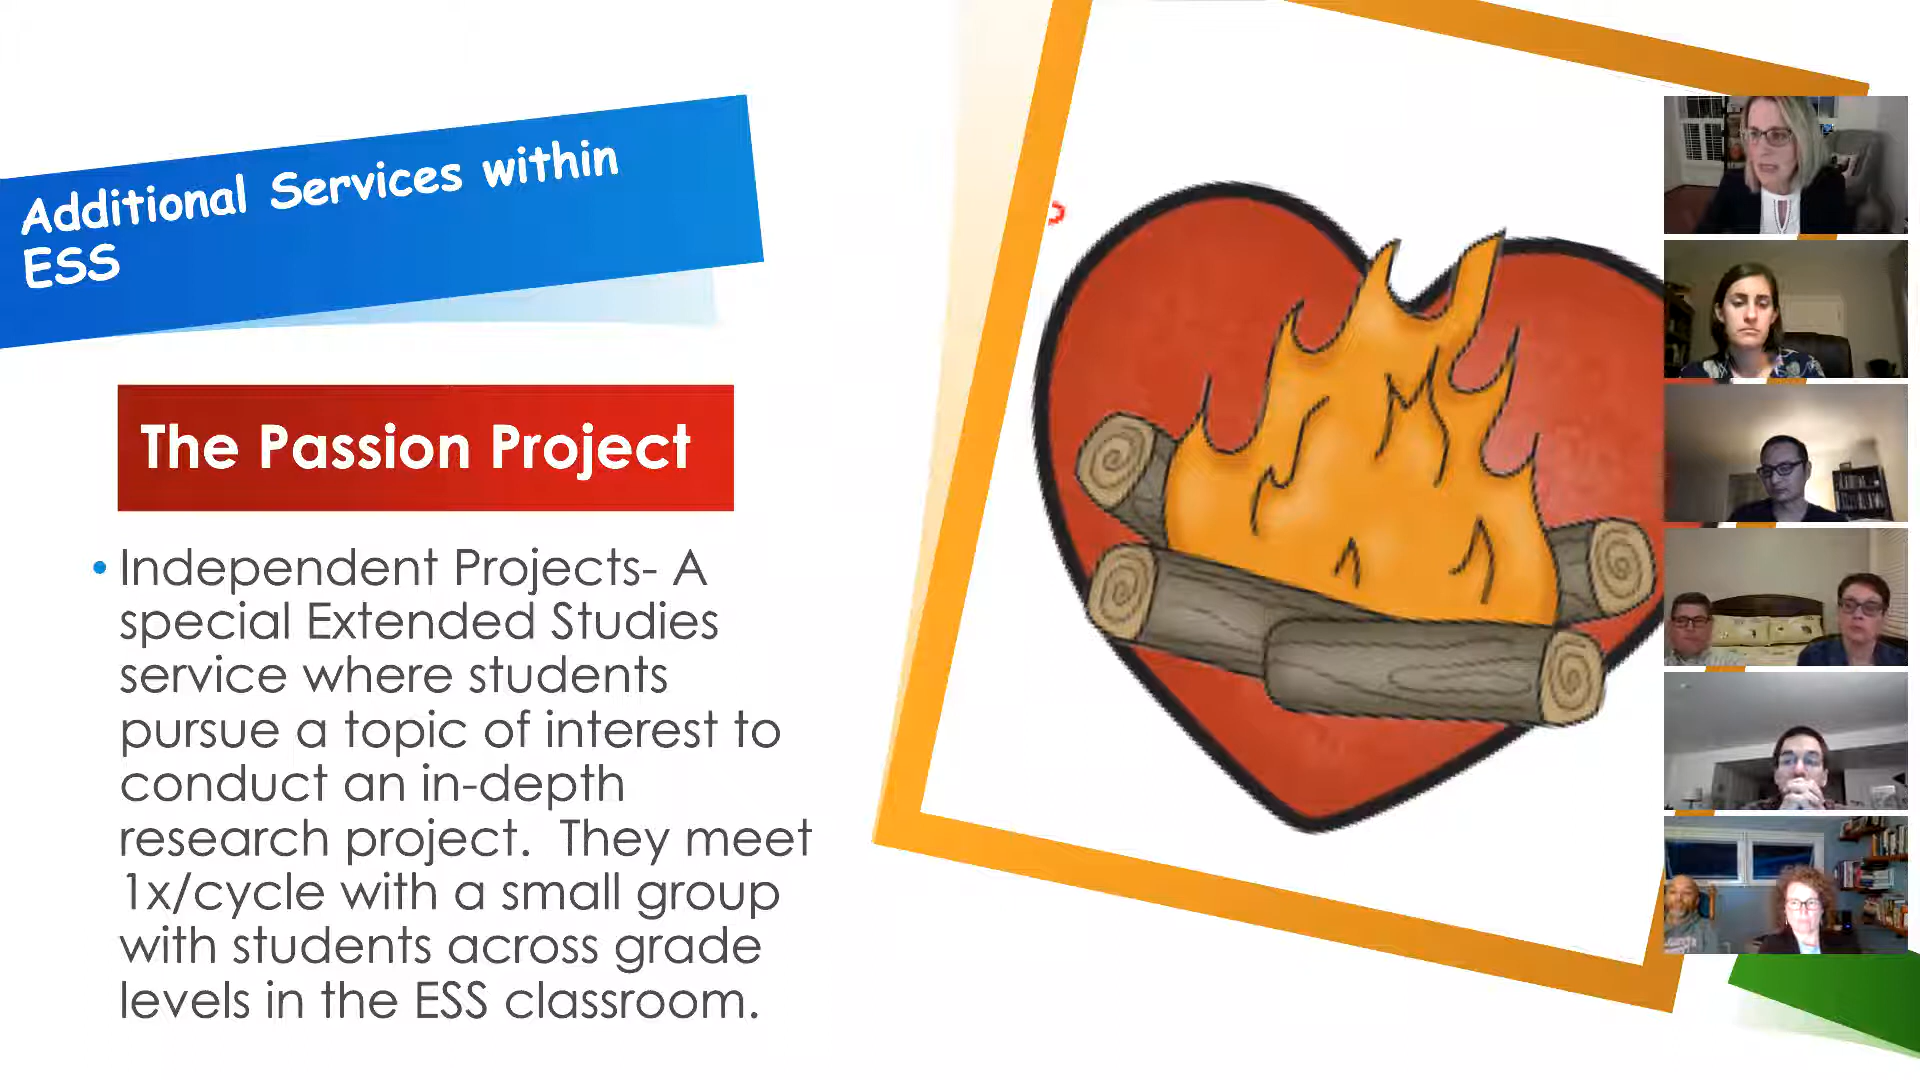 Additional Services within
ESS
The Passion Project
• Independent Projects- A
special Extended Studies
service where students
pursue a topic of interest to
conduct an in-depth
research project.  They meet
1x/cycle with a small group
with students across grade
levels in the ESS classroom.